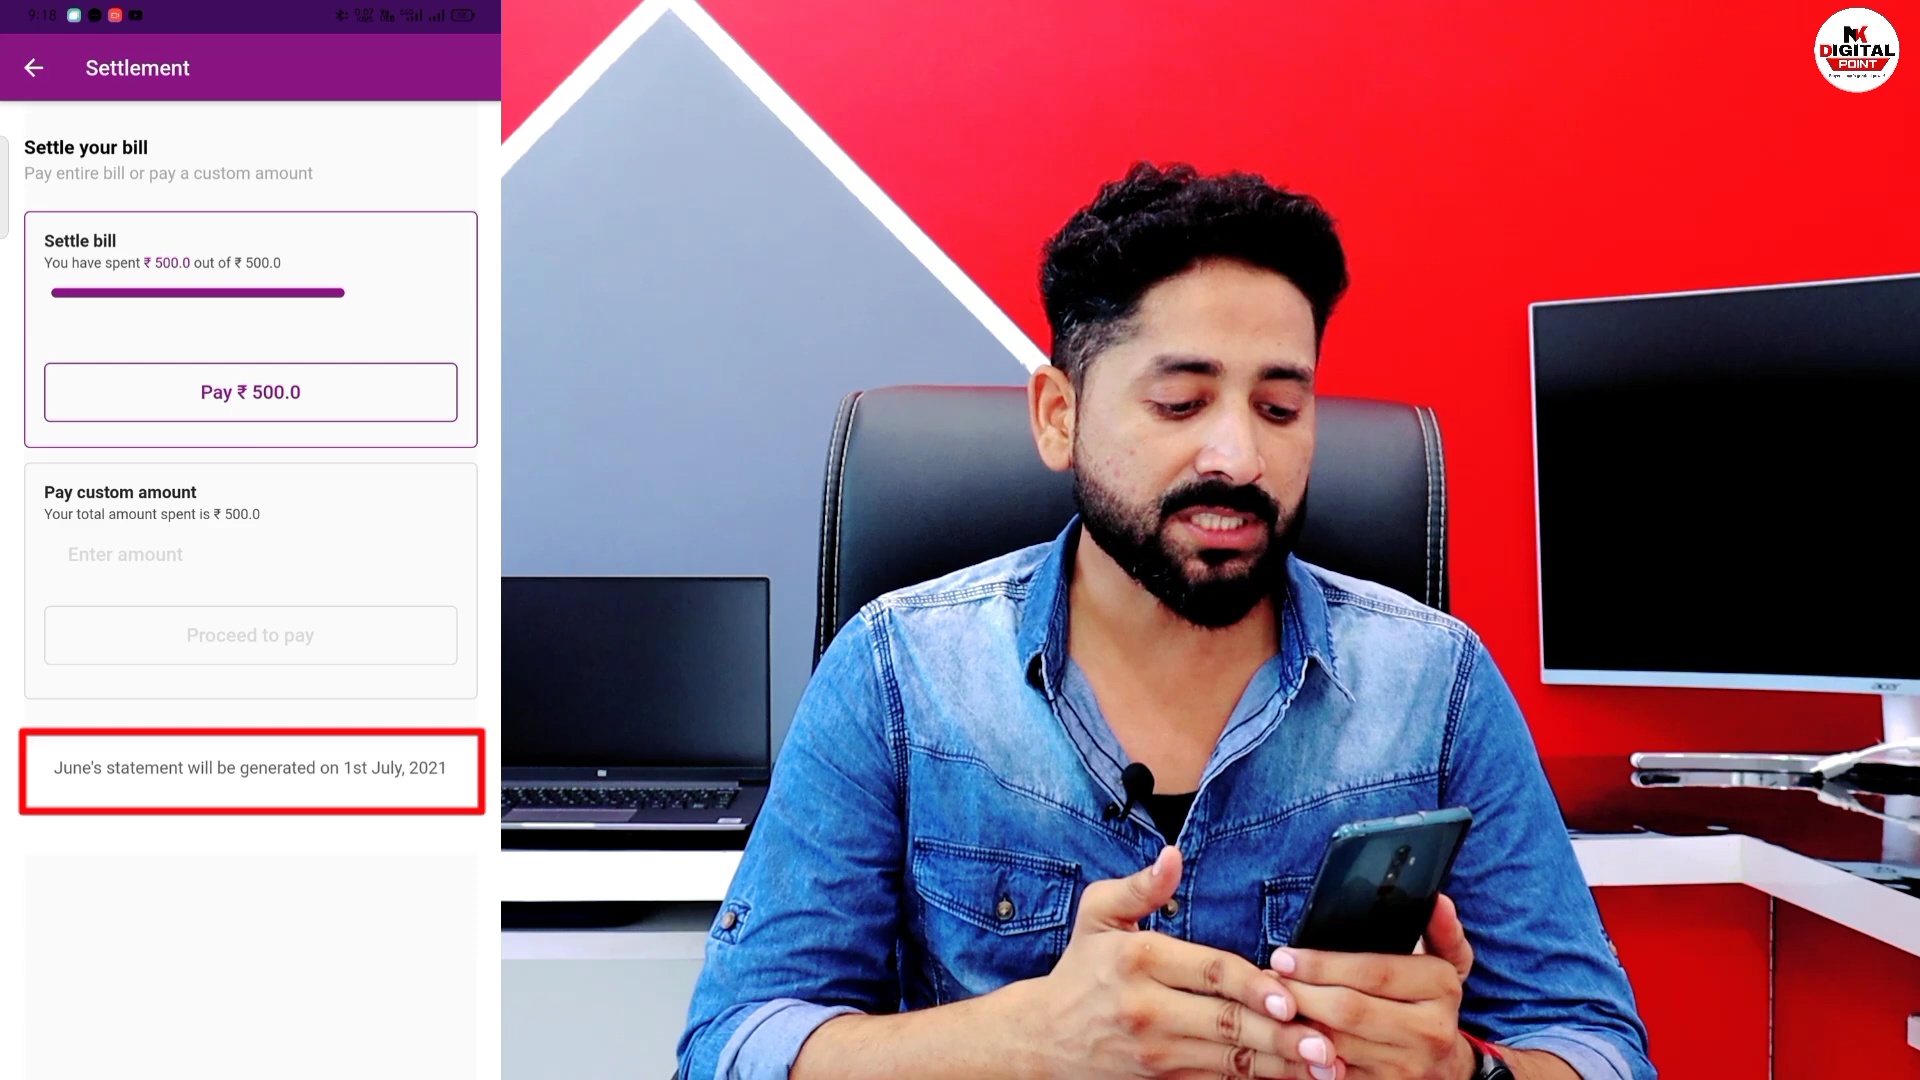 9:18
Settlement
Settle your bill
Pay entire bill or pay a custom amount
Settle bill
You have spent ₹ 500.0 out of ₹ 500.0
Pay ₹ 500.0
Pay custom amount
Your total amount spent is ₹ 500.0
Enter amount
Proceed to pay
June's statement will be generated on 1st July, 2021
NK
DIGITAL
POINT
acer